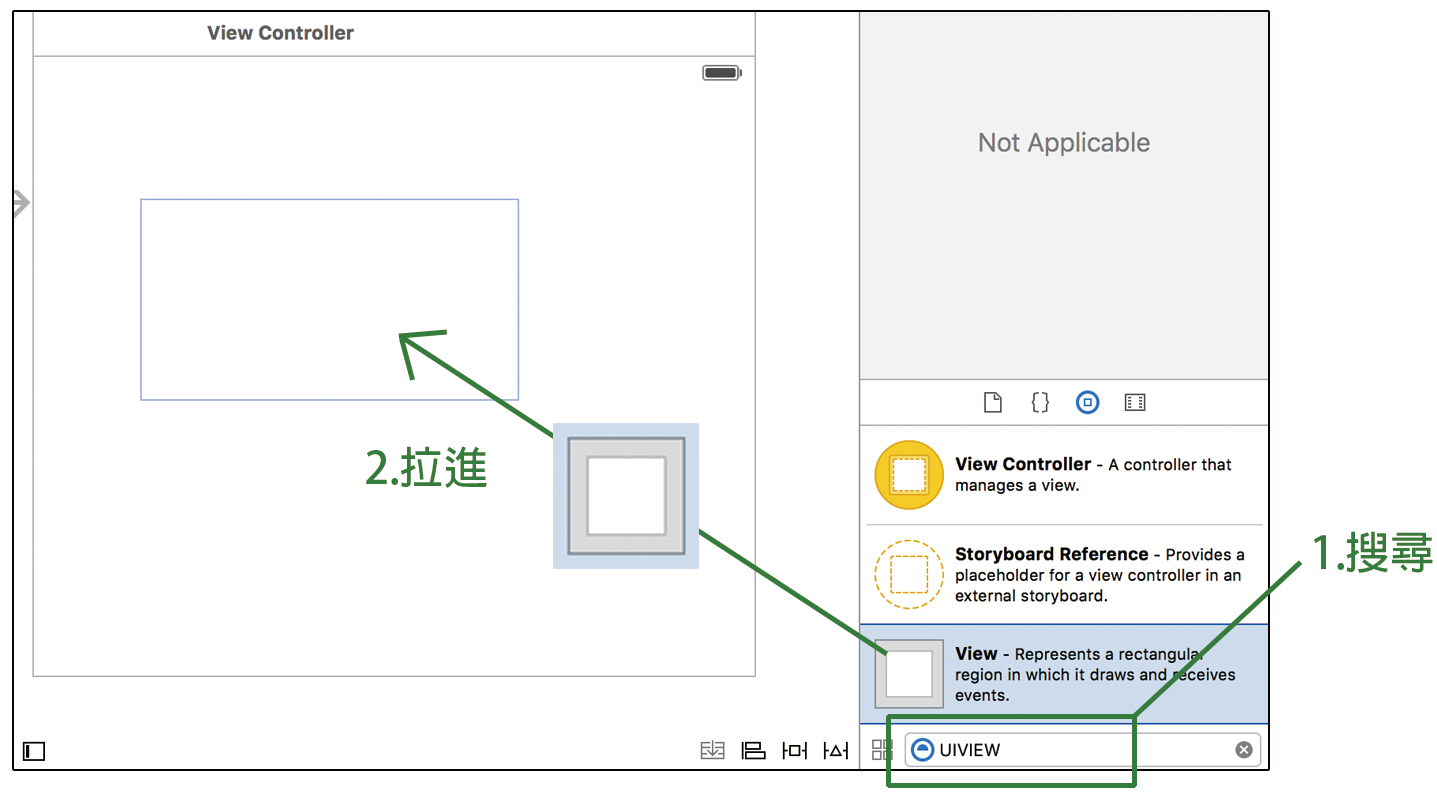 View Controller
Not Applicable
2.拉進
View Controller - A controller that
manages a view.
Storyboard Reference - Provides a
placeholder for a view controller in an
external storyboard.
1.搜尋
View - Represents a rectangular
region in which it draws and receives
events.
UIVIEW